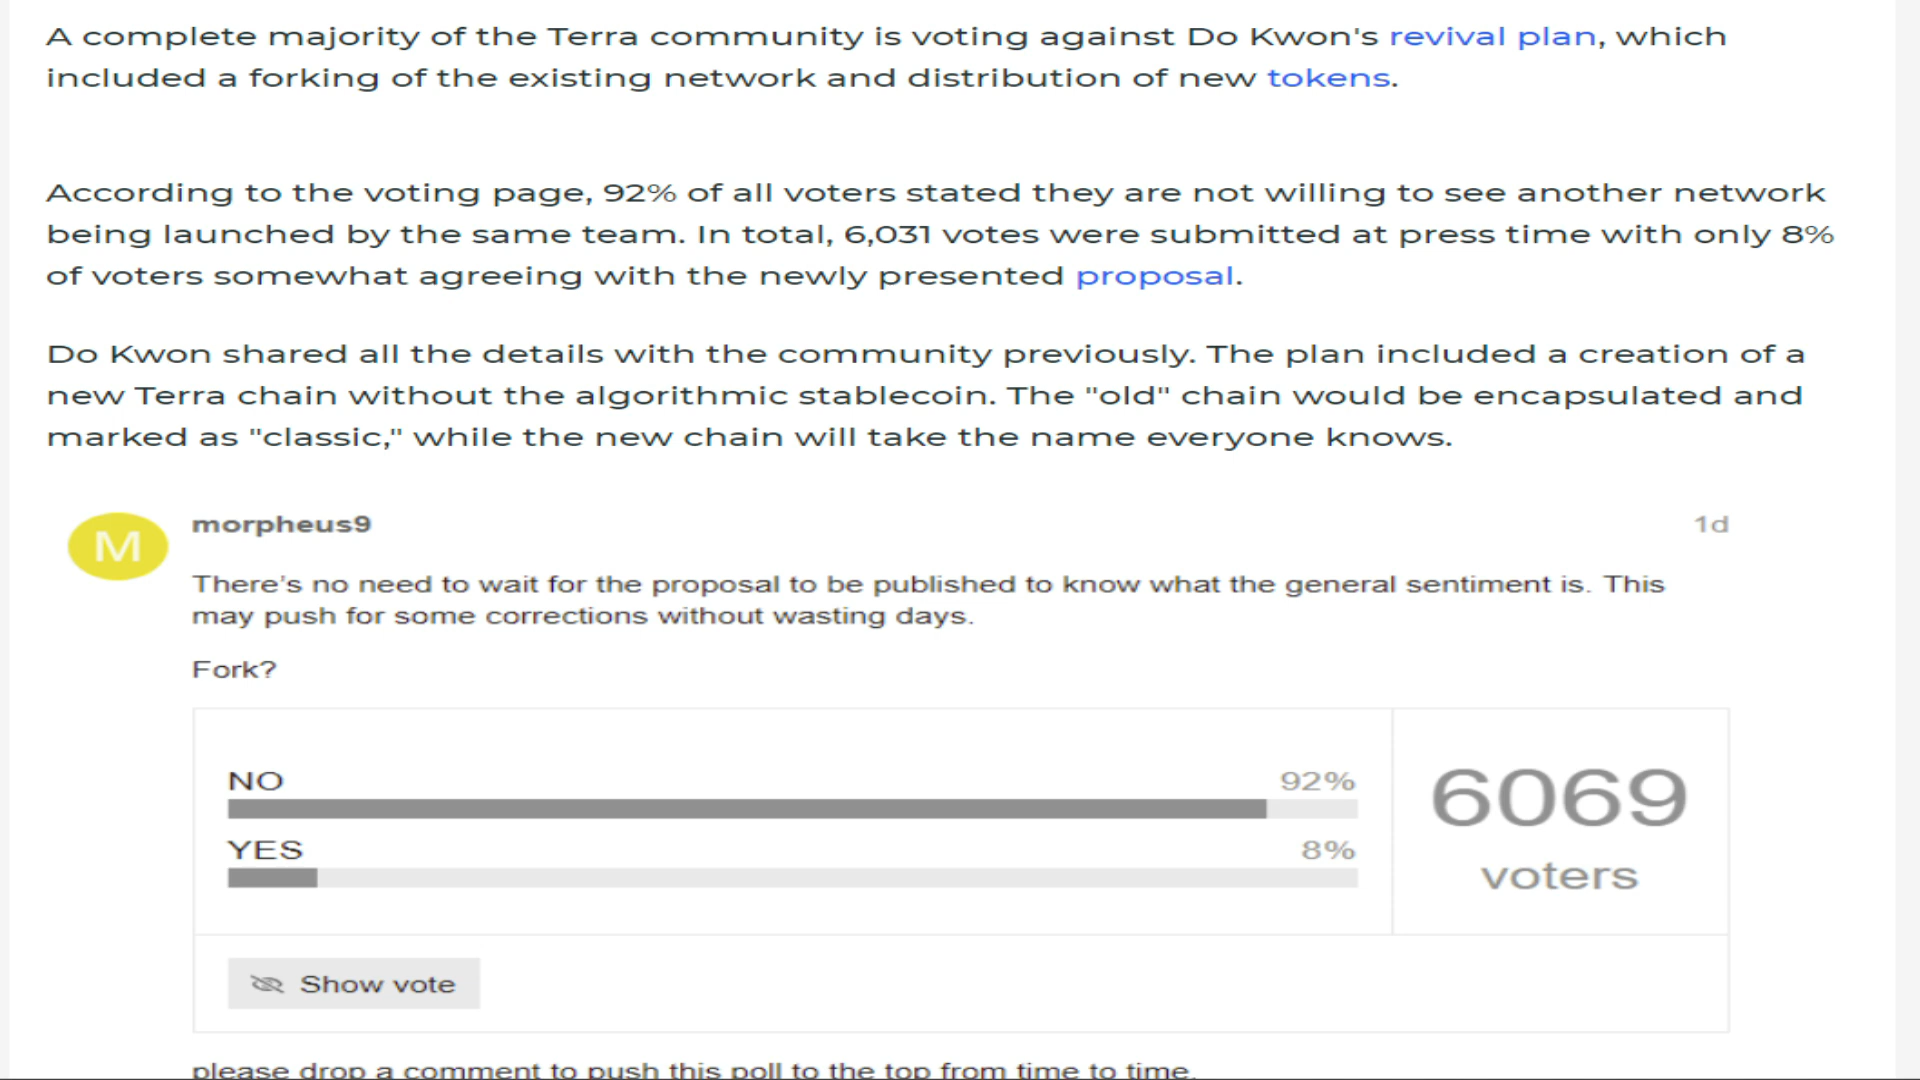 A complete majority of the Terra community is voting against Do Kwon's revival plan, which
included a forking of the existing network and distribution of new tokens.
According to the voting page, 92% of all voters stated they are not willing to see another network
being launched by the same team. In total, 6,031 votes were submitted at press time with only 8%
of voters somewhat agreeing with the newly presented proposal.
Do Kwon shared all the details with the community previously. The plan included a creation of a
new Terra chain without the algorithmic stablecoin. The "old" chain would be encapsulated and
marked as "classic," while the new chain will take the name everyone knows.
M
morpheus9
1d
There's no need to wait for the proposal to be published to know what the general sentiment is. This
may push for some corrections without wasting days.
Fork?
NO
92%
YES
8%
6069
voters
Show vote
please drop a comment to push this poll to the top from time to time.